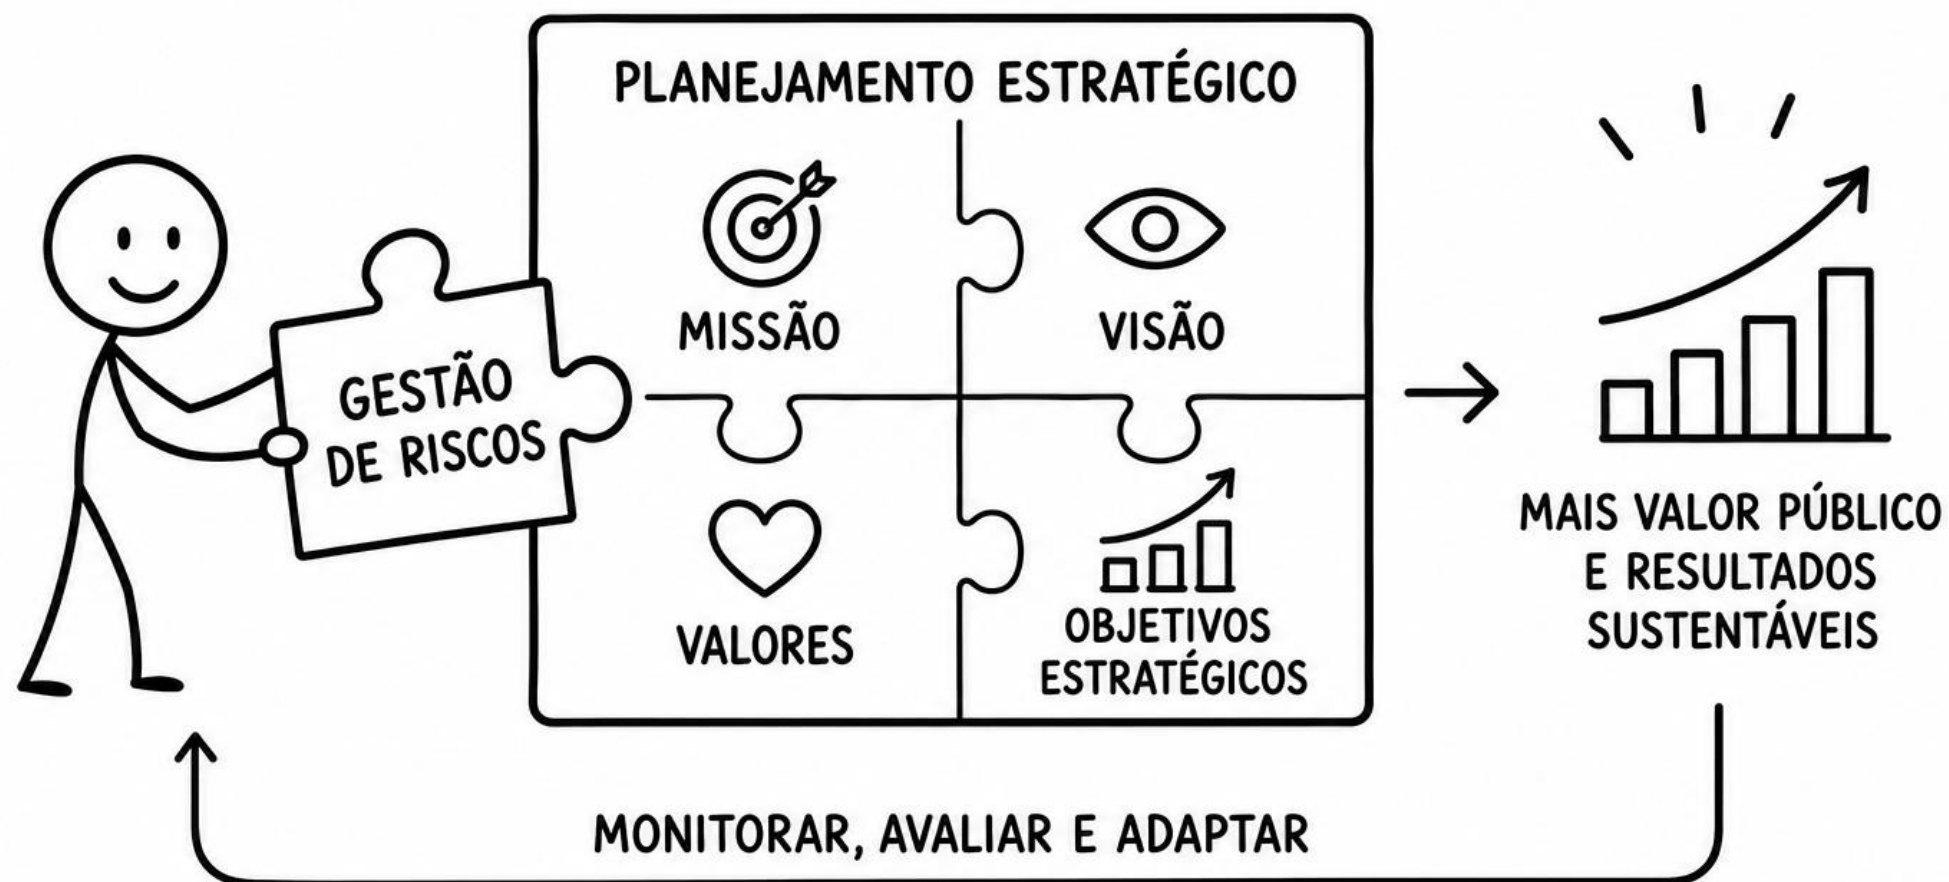 PLANEJAMENTO ESTRATÉGICO
GESTÃO
DE RISCOS
MISSÃO
VISÃO
VALORES
OBJETIVOS
ESTRATÉGICOS
MAIS VALOR PÚBLICO
E RESULTADOS
SUSTENTÁVEIS
MONITORAR, AVALIAR E ADAPTAR